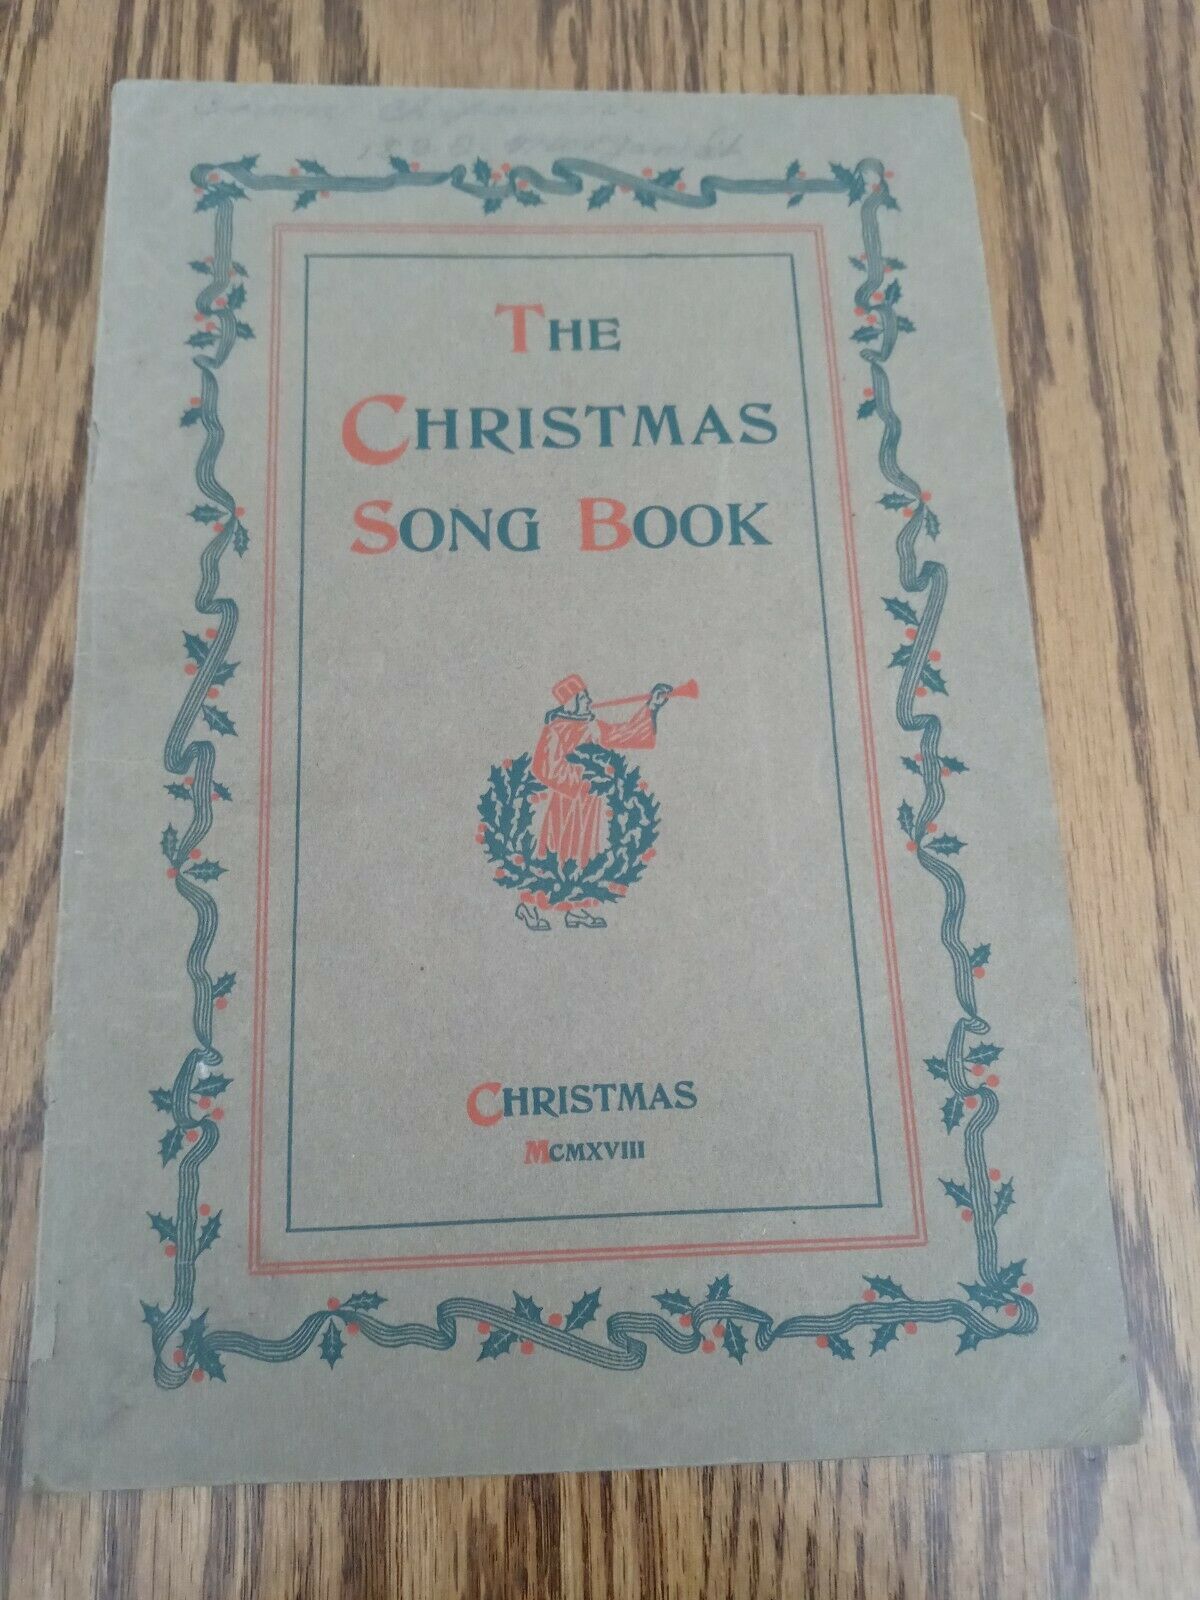 THE
CHRISTMAS
SONG BOOK
CHRISTMAS
MCMXVIII